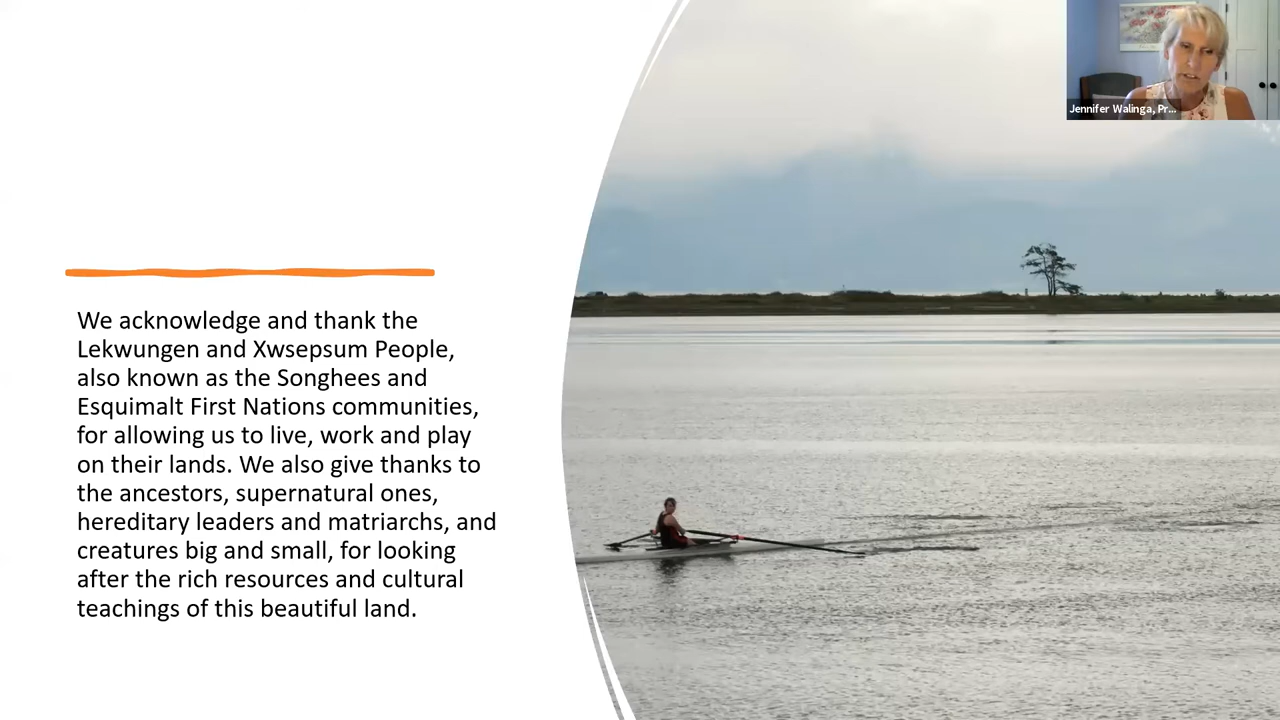 Jennifer Walinga, Pr...
We acknowledge and thank the
Lekwungen and Xwsepsum People,
also known as the Songhees and
Esquimalt First Nations communities,
for allowing us to live, work and play
on their lands. We also give thanks to
the ancestors, supernatural ones,
hereditary leaders and matriarchs, and
creatures big and small, for looking
after the rich resources and cultural
teachings of this beautiful land.